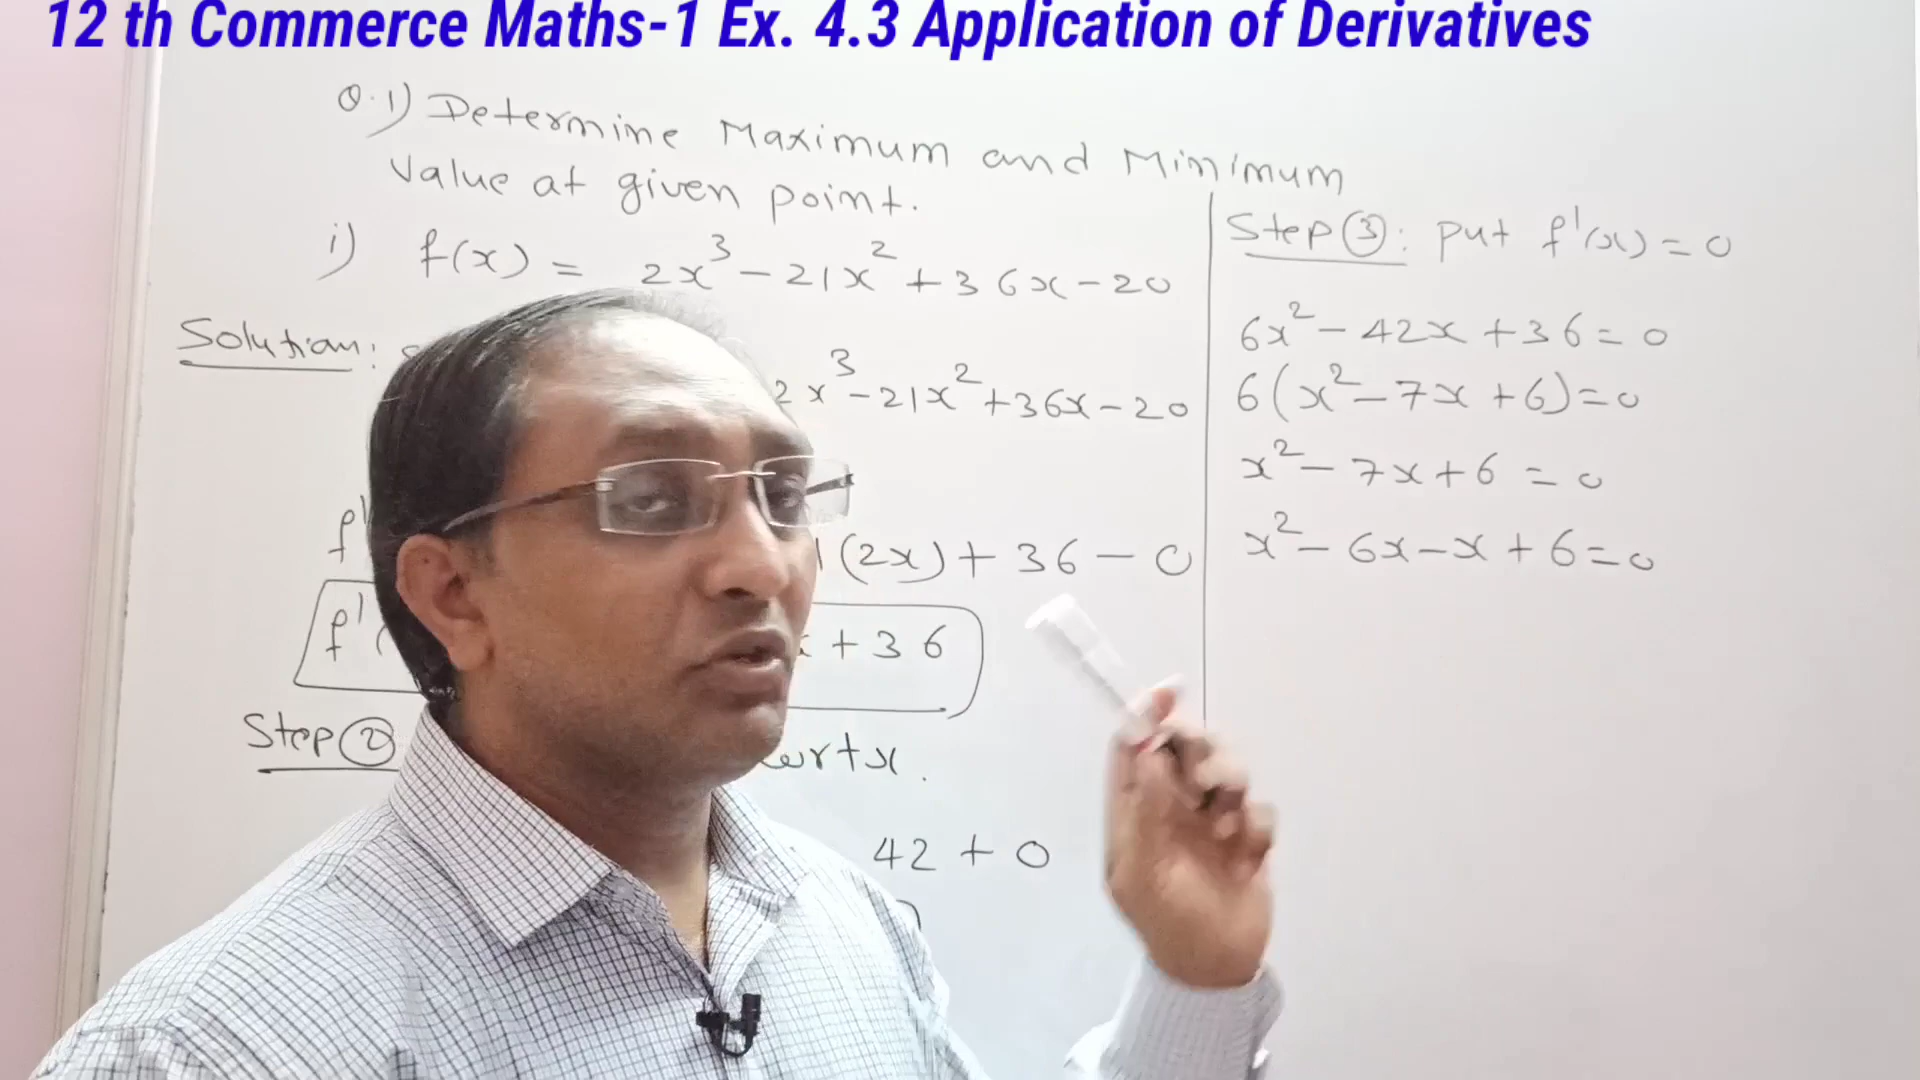 12 th Commerce Maths-1 Ex. 4.3 Application of Derivatives
Q.1) Determine Maximum and Minimum
Value at given point.
i) f(x) = 2x³ - 21x² + 36x - 20
Solution:
2x³ - 21x² + 36x - 20
f'
(2x) + 36 - 0
f'( + 36
Step ②
wrtx.
42 + 0
Step ③: put f'(x) = 0
6x² - 42x + 36 = 0
6(x² - 7x + 6) = 0
x² - 7x + 6 = 0
x² - 6x - x + 6 = 0